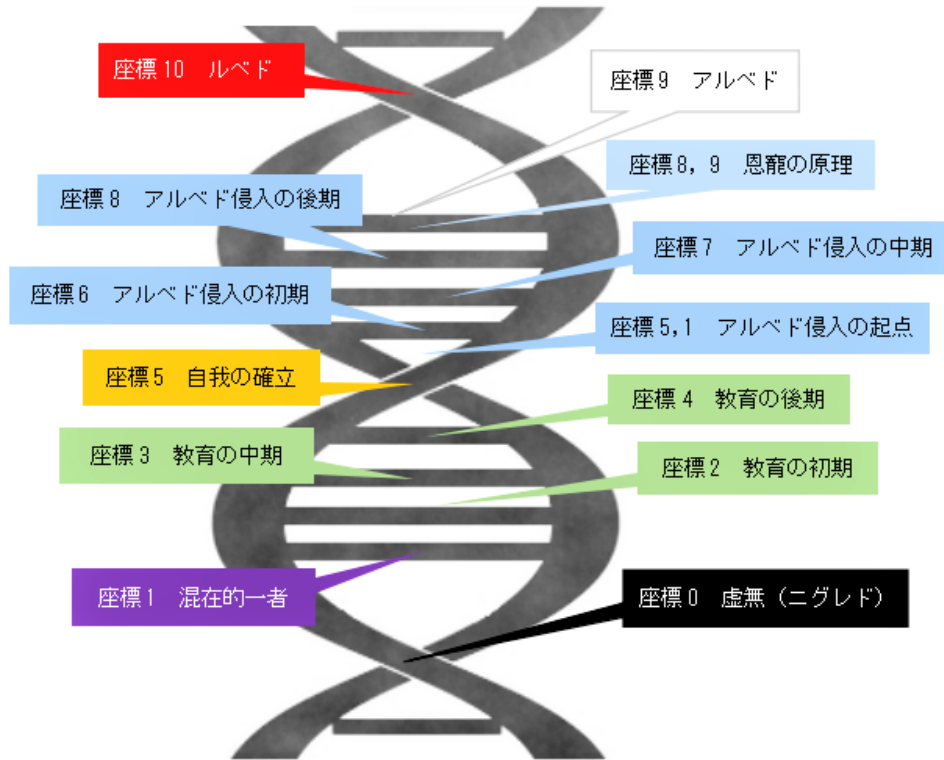 座標10　ルベド
座標9　アルベド
座標8，9　恩寵の原理
座標8　アルベド侵入の後期
座標7　アルベド侵入の中期
座標6　アルベド侵入の初期
座標5,1　アルベド侵入の起点
座標5　自我の確立
座標4　教育の後期
座標3　教育の中期
座標2　教育の初期
座標1　混在的一者
座標0　虚無（ニグレド）